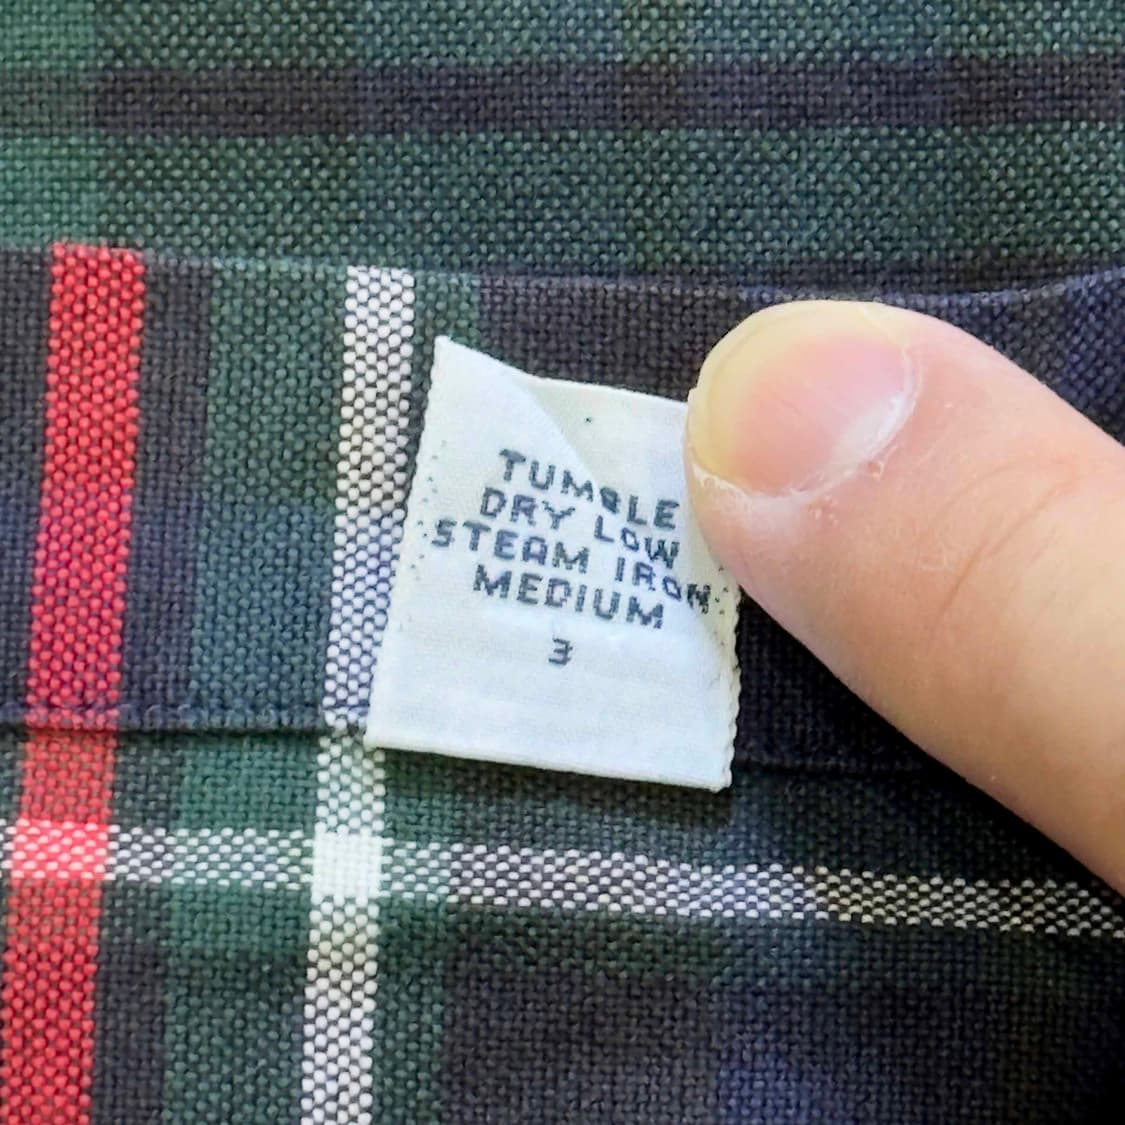 TUMBLE
DRY LOW
STEAM IRON
MEDIUM
3